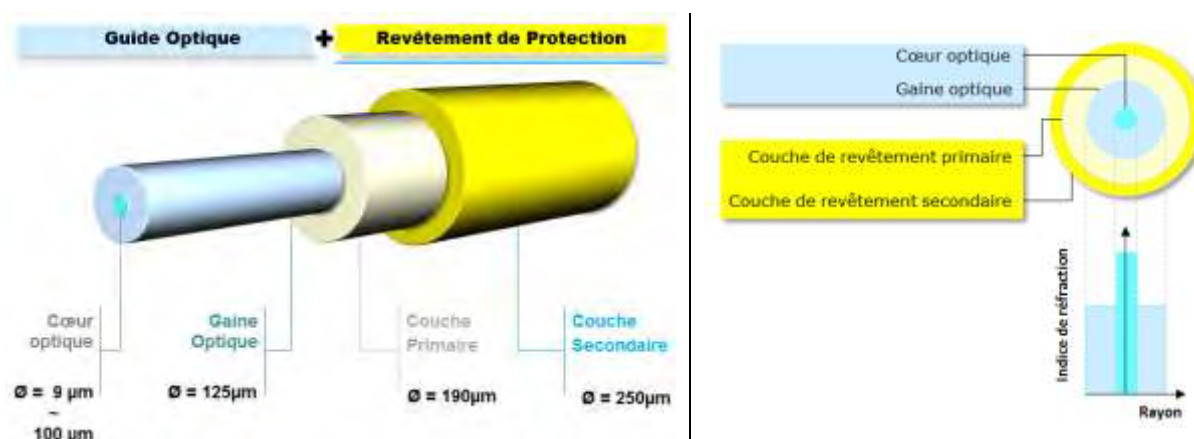 Guide Optique + Revêtement de Protection
Cœur
optique
Ø = 9 µm
~
100 µm
Gaine
Optique
Ø = 125µm
Couche
Primaire
Ø = 190µm
Couche
Secondaire
Ø = 250µm
Cœur optique
Gaine optique
Couche de revêtement primaire
Couche de revêtement secondaire
Indice de réfraction
Rayon